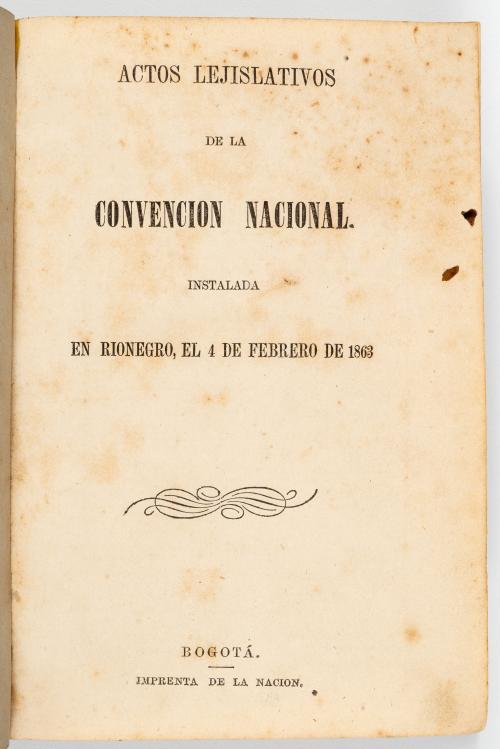 ACTOS LEJISLATIVOS
DE LA
CONVENCION NACIONAL.
INSTALADA
EN RIONEGRO, EL 4 DE FEBRERO DE 1863
BOGOTÁ.
IMPRENTA DE LA NACION.